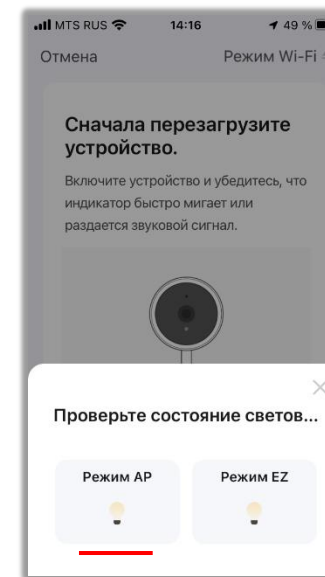 MTS RUS 14:16 49 %
Отмена Режим Wi-Fi
Сначала перезагрузите
устройство.
Включите устройство и убедитесь, что
индикатор быстро мигает или
раздается звуковой сигнал.
Проверьте состояние светов...
Режим AP Режим EZ